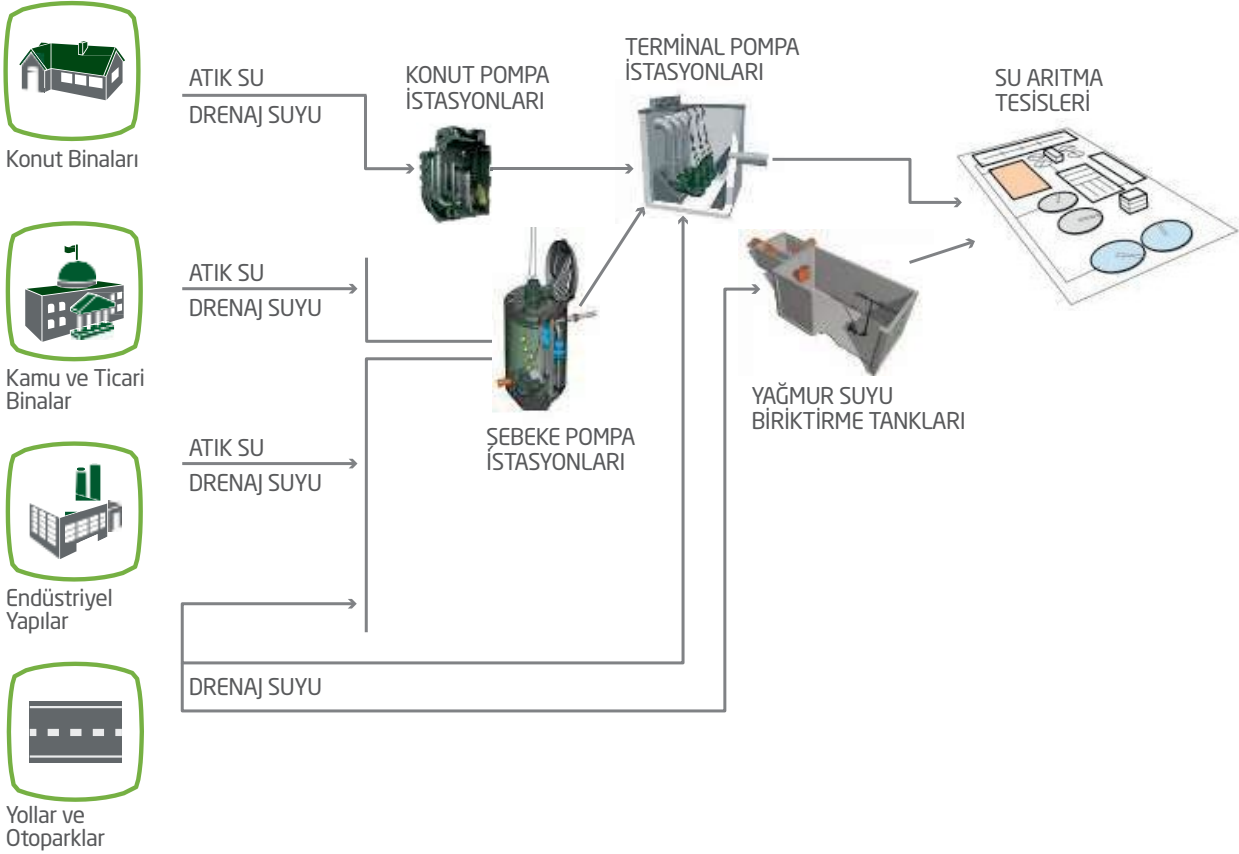 ATIK SU
DRENAJ SUYU
Konut Binaları
KONUT POMPA
İSTASYONLARI
TERMİNAL POMPA
İSTASYONLARI
SU ARITMA
TESİSLERİ
ATIK SU
DRENAJ SUYU
Kamu ve Ticari
Binalar
YAĞMUR SUYU
BİRİKTİRME TANKLARI
ŞEBEKE POMPA
İSTASYONLARI
ATIK SU
DRENAJ SUYU
Endüstriyel
Yapılar
DRENAJ SUYU
Yollar ve
Otoparklar